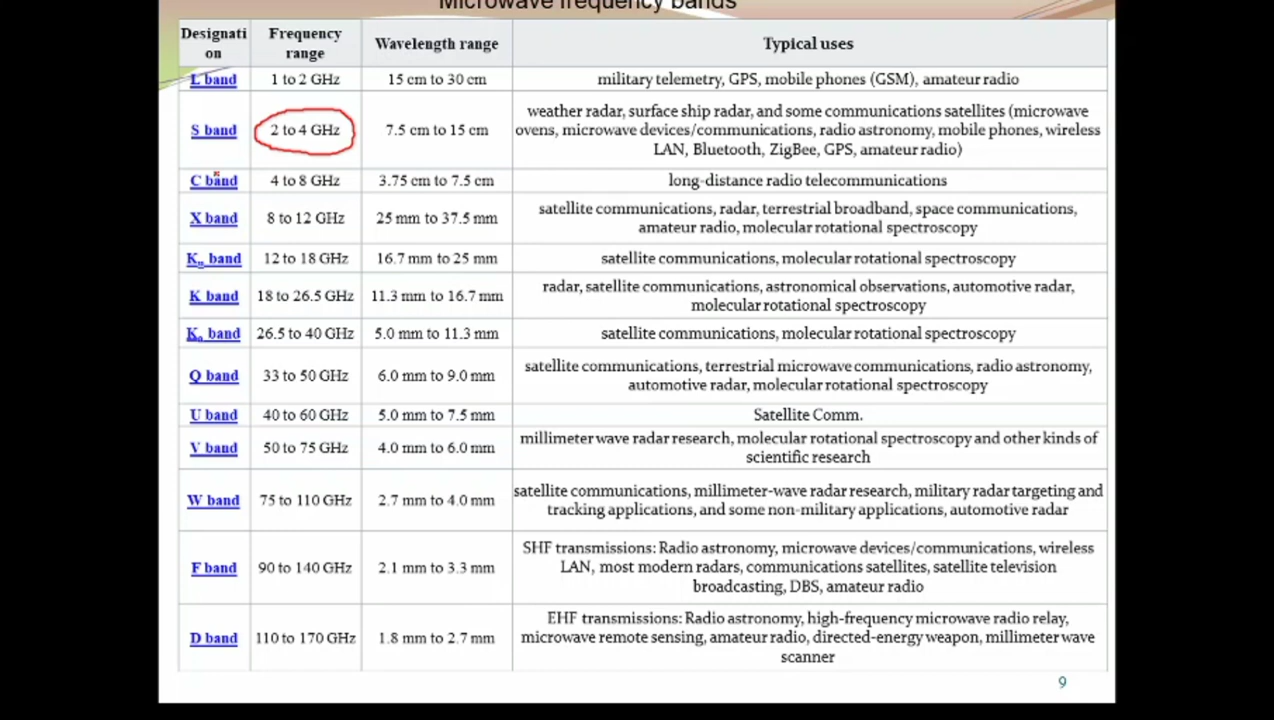 Microwave frequency bands
Designati
on
Frequency
range
Wavelength range
Typical uses
L band
1 to 2 GHz
15 cm to 30 cm
military telemetry, GPS, mobile phones (GSM), amateur radio
S band
2 to 4 GHz
7.5 cm to 15 cm
weather radar, surface ship radar, and some communications satellites (microwave
ovens, microwave devices/communications, radio astronomy, mobile phones, wireless
LAN, Bluetooth, ZigBee, GPS, amateur radio)
C band
4 to 8 GHz
3.75 cm to 7.5 cm
long-distance radio telecommunications
X band
8 to 12 GHz
25 mm to 37.5 mm
satellite communications, radar, terrestrial broadband, space communications,
amateur radio, molecular rotational spectroscopy
Ku band
12 to 18 GHz
16.7 mm to 25 mm
satellite communications, molecular rotational spectroscopy
K band
18 to 26.5 GHz
11.3 mm to 16.7 mm
radar, satellite communications, astronomical observations, automotive radar,
molecular rotational spectroscopy
Ka band
26.5 to 40 GHz
5.0 mm to 11.3 mm
satellite communications, molecular rotational spectroscopy
Q band
33 to 50 GHz
6.0 mm to 9.0 mm
satellite communications, terrestrial microwave communications, radio astronomy,
automotive radar, molecular rotational spectroscopy
U band
40 to 60 GHz
5.0 mm to 7.5 mm
Satellite Comm.
V band
50 to 75 GHz
4.0 mm to 6.0 mm
millimeter wave radar research, molecular rotational spectroscopy and other kinds of
scientific research
W band
75 to 110 GHz
2.7 mm to 4.0 mm
satellite communications, millimeter-wave radar research, military radar targeting and
tracking applications, and some non-military applications, automotive radar
F band
90 to 140 GHz
2.1 mm to 3.3 mm
SHF transmissions: Radio astronomy, microwave devices/communications, wireless
LAN, most modern radars, communications satellites, satellite television
broadcasting, DBS, amateur radio
D band
110 to 170 GHz
1.8 mm to 2.7 mm
EHF transmissions: Radio astronomy, high-frequency microwave radio relay,
microwave remote sensing, amateur radio, directed-energy weapon, millimeter wave
scanner
9